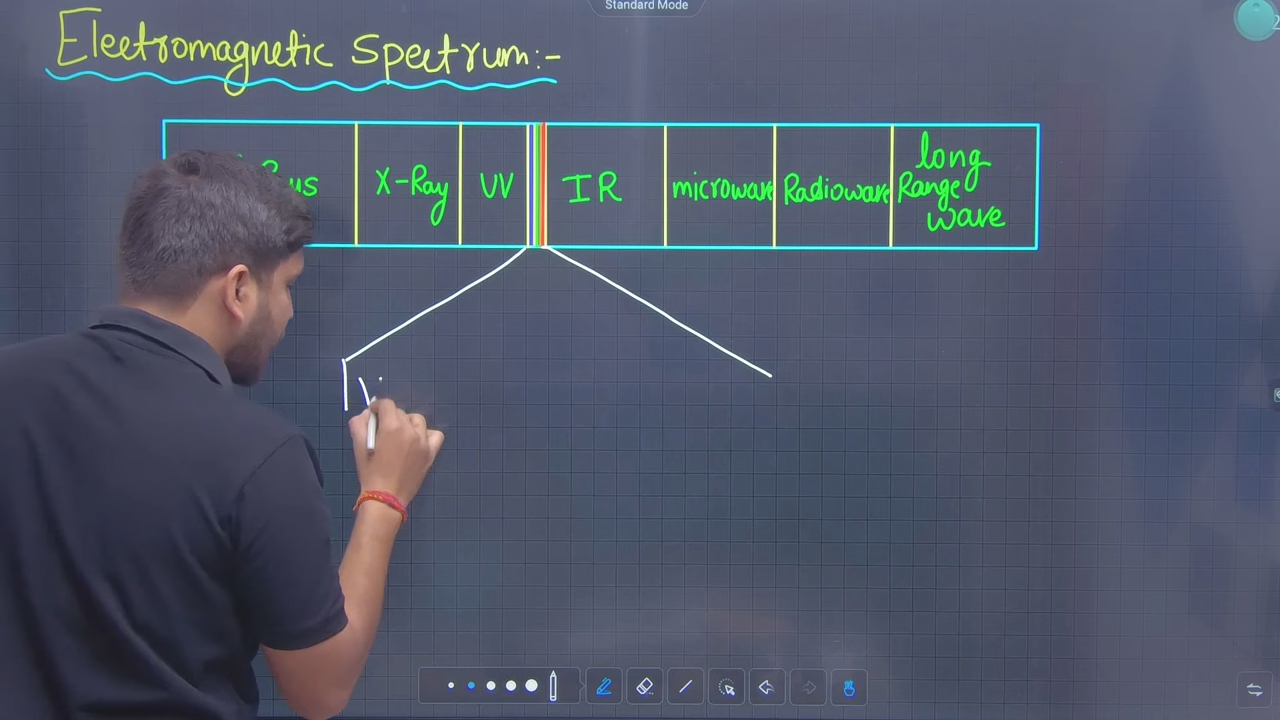 Standard Mode
Electromagnetic Spectrum:-
X-Ray
UV
IR
microwave
Radiowave
long
Range
wave